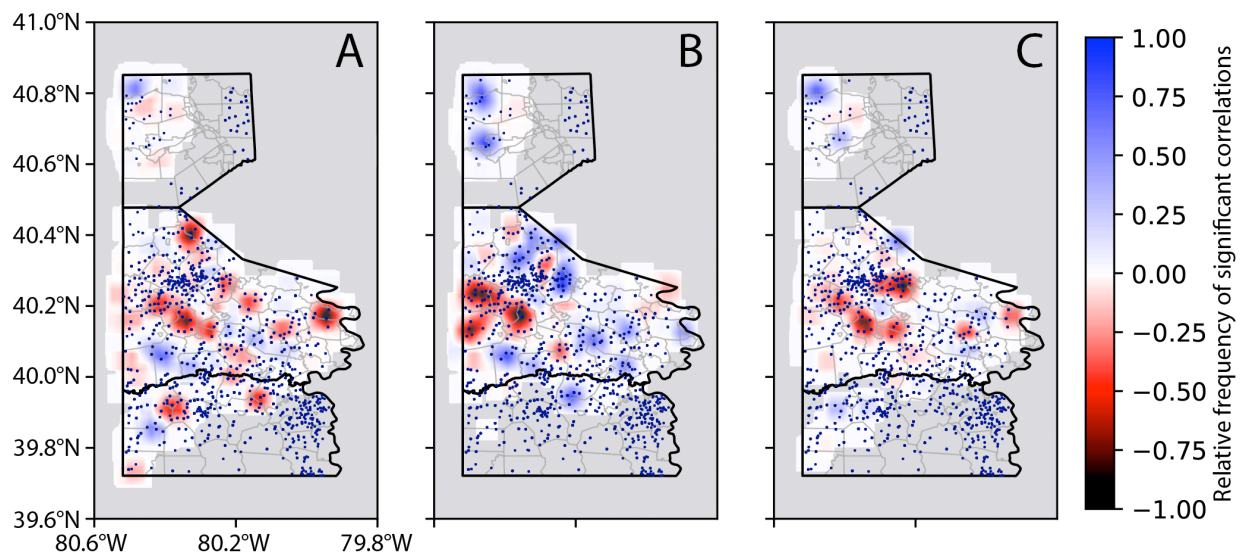 41.0°N
40.8°N
40.6°N
40.4°N
40.2°N
40.0°N
39.8°N
39.6°N
80.6°W 80.2°W 79.8°W
A
B
C
1.00
0.75
0.50
0.25
0.00
−0.25
−0.50
−0.75
−1.00
Relative frequency of significant correlations